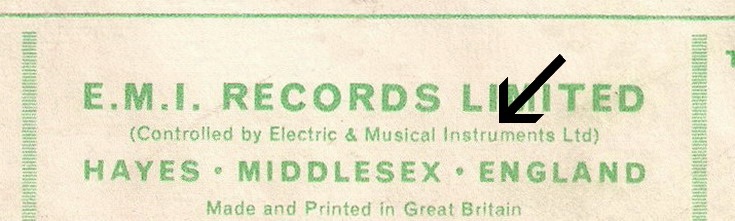 E.M.I. RECORDS LIMITED
(Controlled by Electric & Musical Instruments Ltd)
HAYES • MIDDLESEX • ENGLAND
Made and Printed in Great Britain